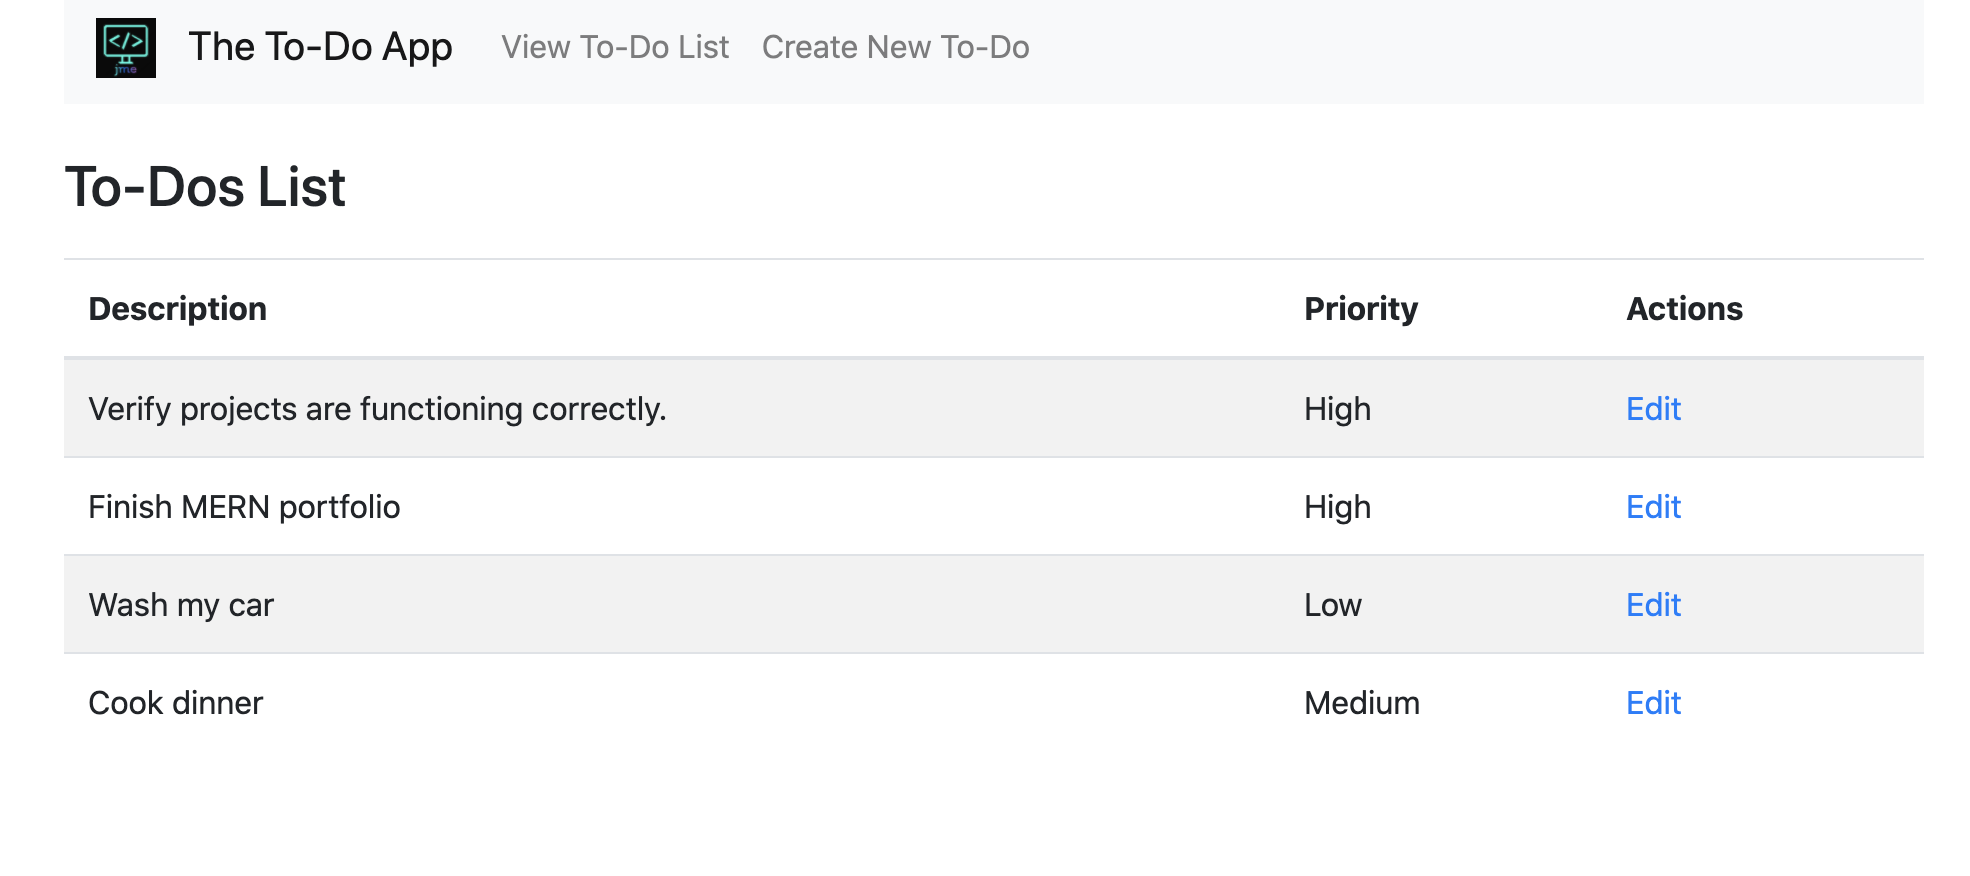 </> jme
The To-Do App View To-Do List Create New To-Do
To-Dos List
Description Priority Actions
Verify projects are functioning correctly. High Edit
Finish MERN portfolio High Edit
Wash my car Low Edit
Cook dinner Medium Edit